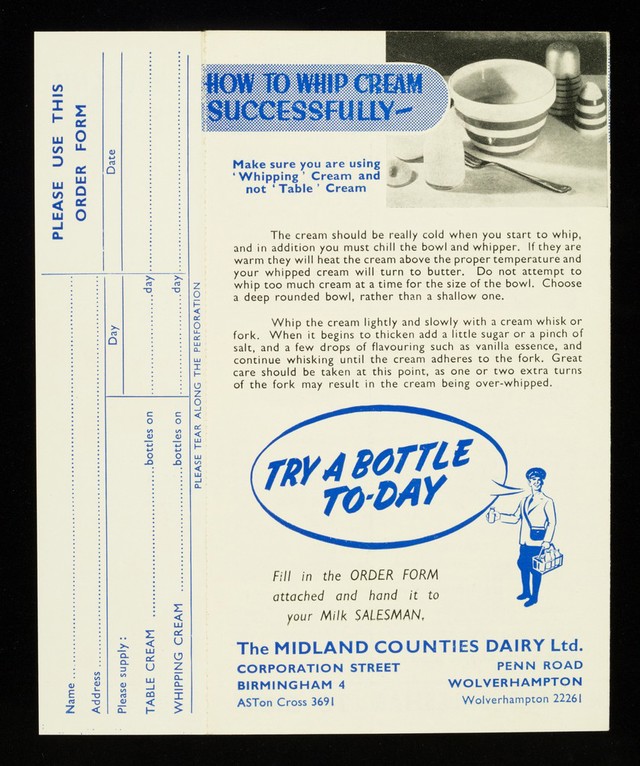 PLEASE USE THIS
ORDER FORM
Name
Address
Date
Day
Please supply :
TABLE CREAM bottles on day
WHIPPING CREAM bottles on day
PLEASE TEAR ALONG THE PERFORATION
HOW TO WHIP CREAM
SUCCESSFULLY—
Make sure you are using
'Whipping' Cream and
not 'Table' Cream
The cream should be really cold when you start to whip,
and in addition you must chill the bowl and whipper. If they are
warm they will heat the cream above the proper temperature and
your whipped cream will turn to butter. Do not attempt to
whip too much cream at a time for the size of the bowl. Choose
a deep rounded bowl, rather than a shallow one.
Whip the cream lightly and slowly with a cream whisk or
fork. When it begins to thicken add a little sugar or a pinch of
salt, and a few drops of flavouring such as vanilla essence, and
continue whisking until the cream adheres to the fork. Great
care should be taken at this point, as one or two extra turns
of the fork may result in the cream being over-whipped.
TRY A BOTTLE
TO-DAY
Fill in the ORDER FORM
attached and hand it to
your Milk SALESMAN,
The MIDLAND COUNTIES DAIRY Ltd.
CORPORATION STREET PENN ROAD
BIRMINGHAM 4 WOLVERHAMPTON
ASTon Cross 3691 Wolverhampton 22261